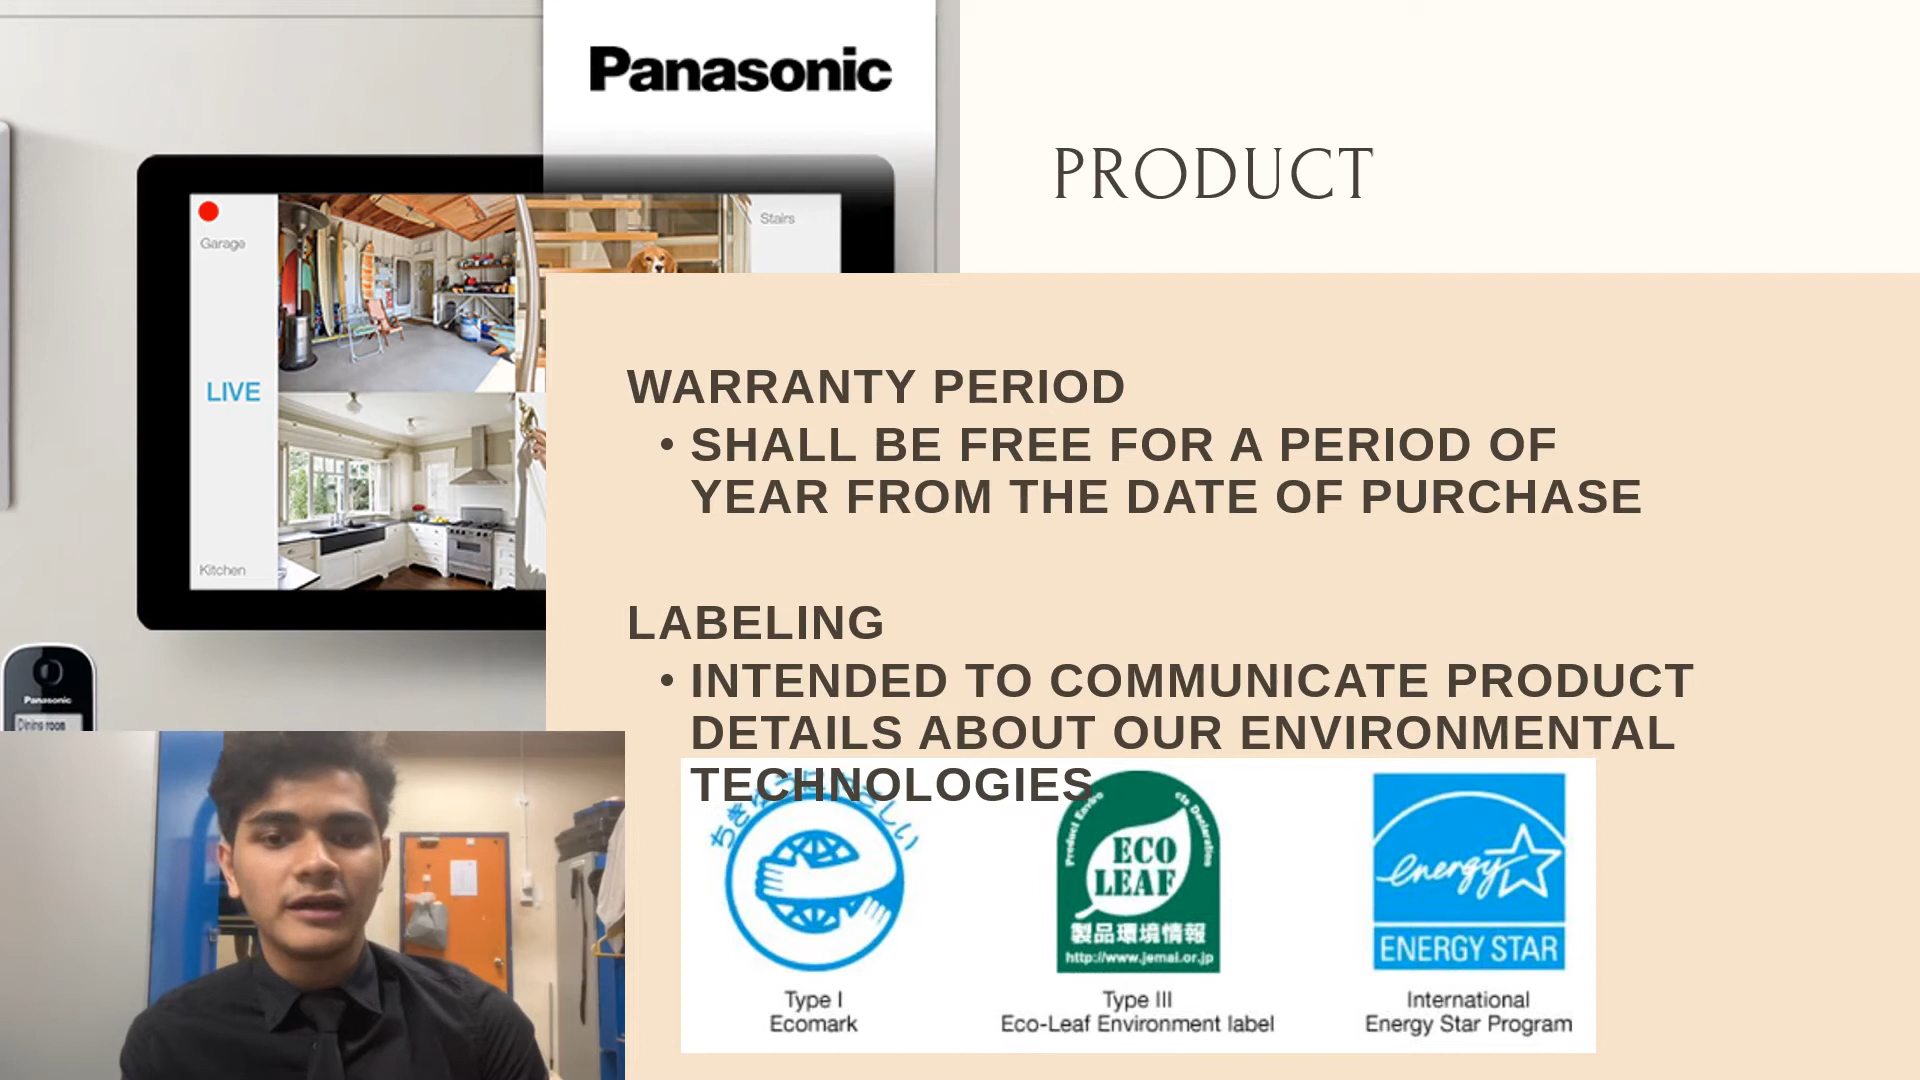 Panasonic
PRODUCT
Stairs
Garage
LIVE
Kitchen
Panasonic
Dining room
WARRANTY PERIOD
• SHALL BE FREE FOR A PERIOD OF
YEAR FROM THE DATE OF PURCHASE
LABELING
• INTENDED TO COMMUNICATE PRODUCT
DETAILS ABOUT OUR ENVIRONMENTAL
TECHNOLOGIES
ECO
LEAF
製品環境情報
http://www.jemai.or.jp
energy
ENERGY STAR
Type I
Ecomark
Type III
Eco-Leaf Environment label
International
Energy Star Program